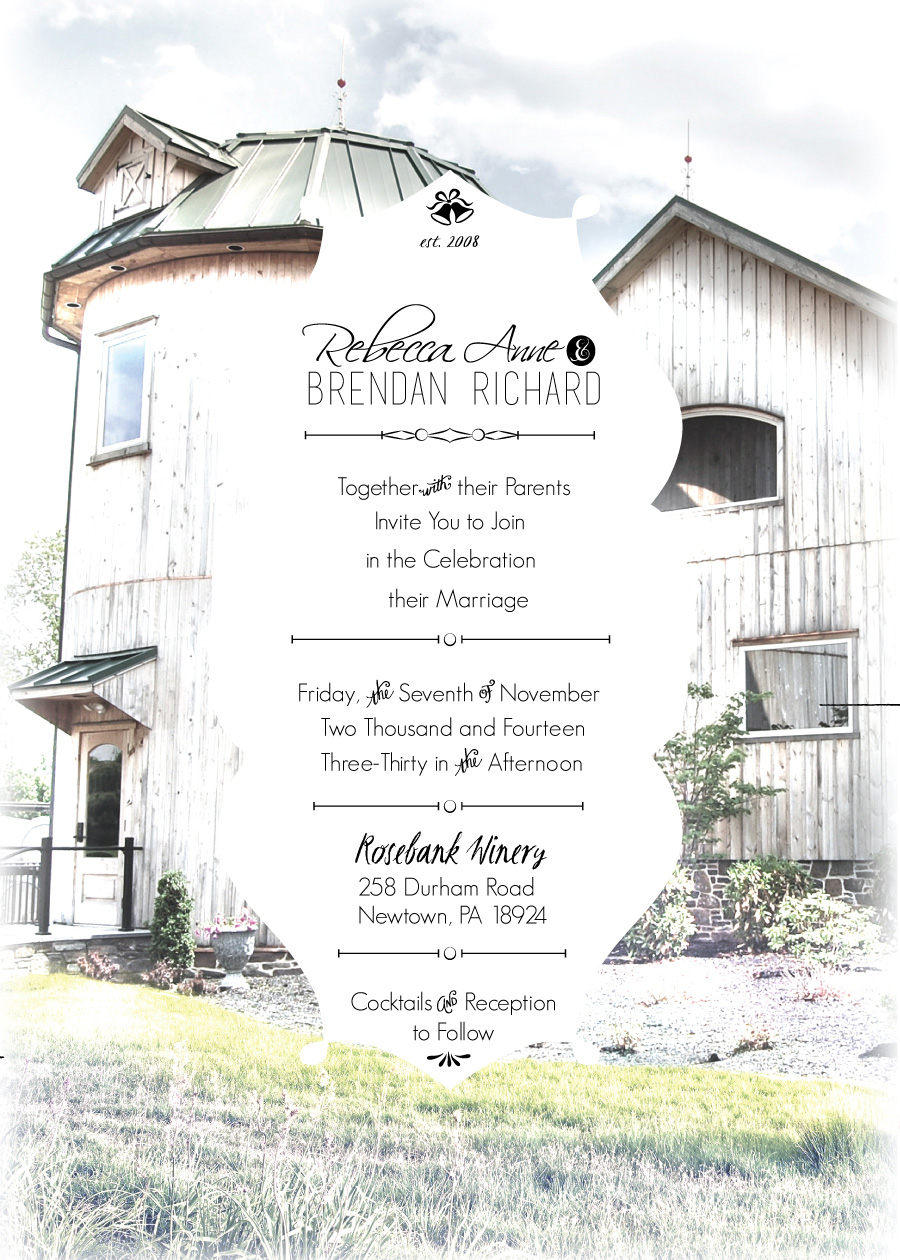 est. 2008
Rebecca Anne &
BRENDAN RICHARD
Together with their Parents
Invite You to Join
in the Celebration
their Marriage
Friday, the Seventh of November
Two Thousand and Fourteen
Three-Thirty in the Afternoon
Rosebank Winery
258 Durham Road
Newtown, PA 18924
Cocktails and Reception
to Follow